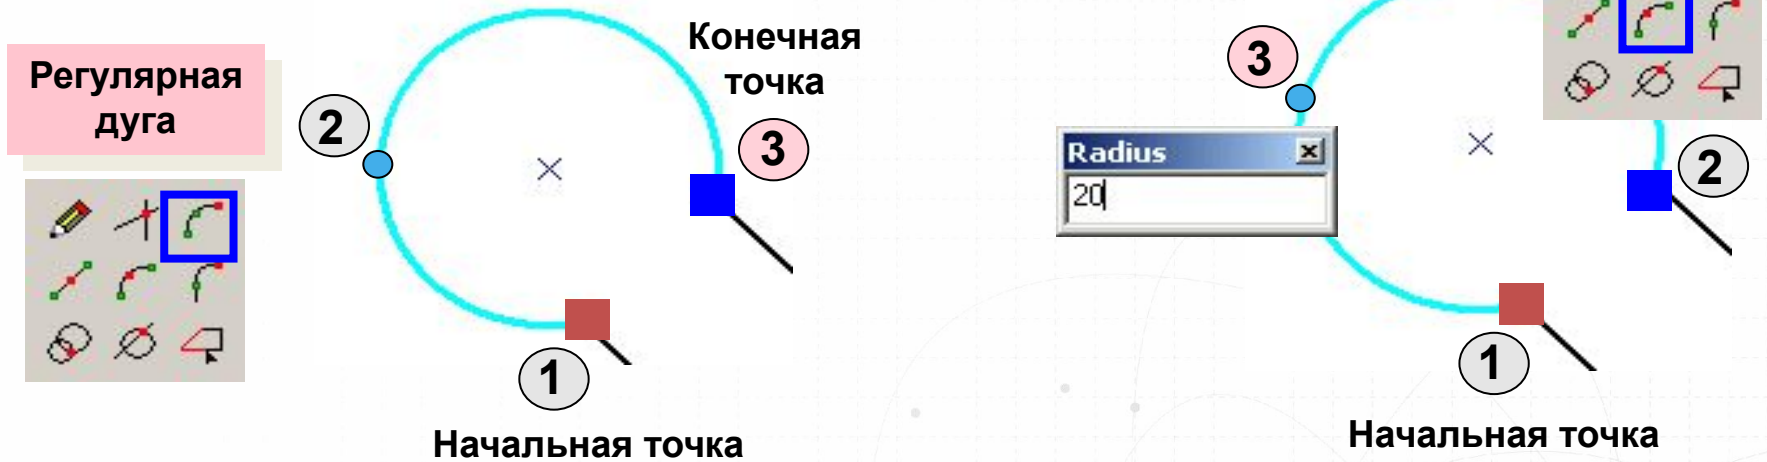 Регулярная
дуга
2
Конечная
точка
3
1
Начальная точка
3
Radius
20
2
1
Начальная точка